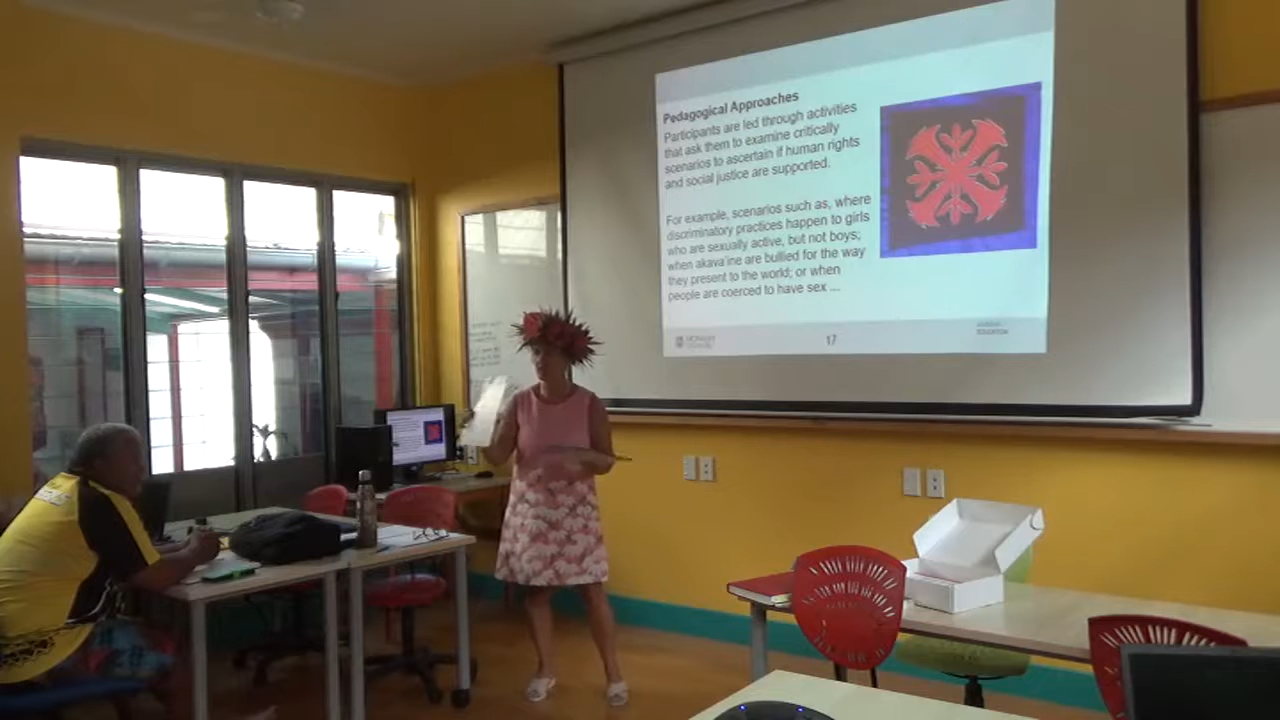 Pedagogical Approaches
Participants are led through activities
that ask them to examine critically
scenarios to ascertain if human rights
and social justice are supported.
For example, scenarios such as, where
discriminatory practices happen to girls
who are sexually active, but not boys;
when akava'ine are bullied for the way
they present to the world; or when
people are coerced to have sex ...
17
EDUCATION